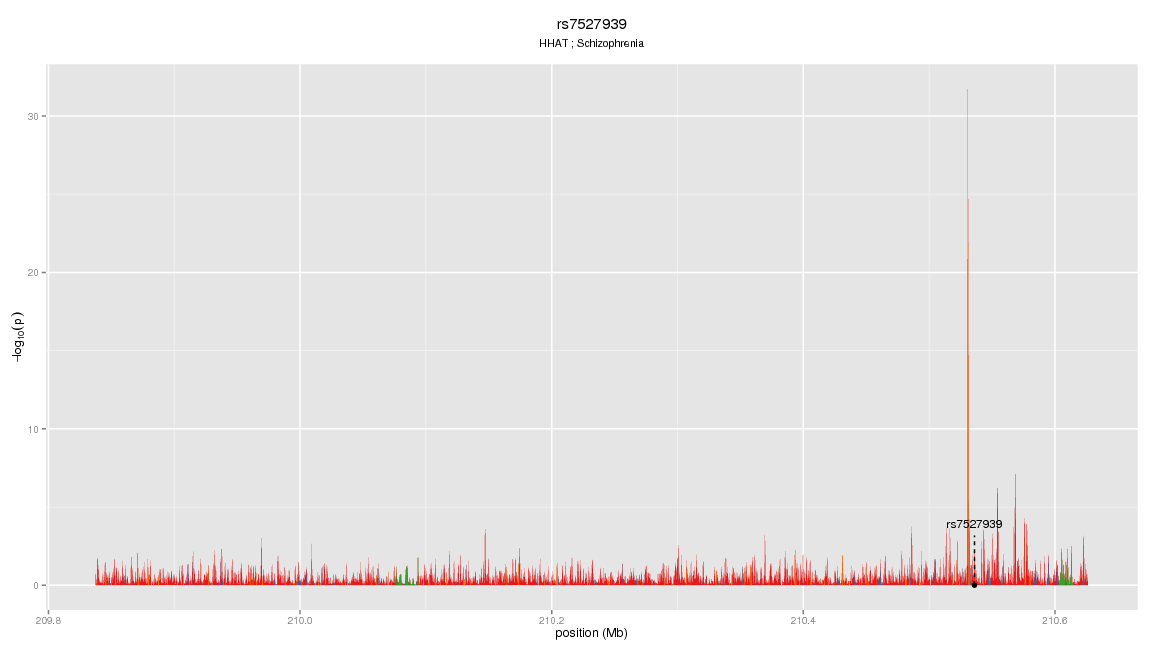 rs7527939
HHAT ; Schizophrenia
30
20
10
0
−log10(p)
rs7527939
209.8
210.0
210.2
210.4
210.6
position (Mb)